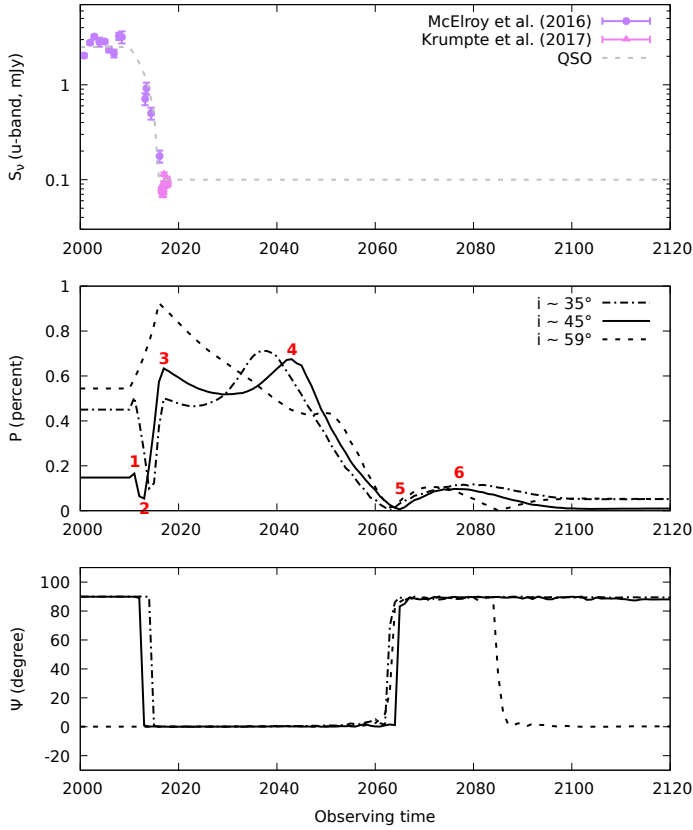 McElroy et al. (2016)
Krumpte et al. (2017)
QSO
1
0.1
Sν (u-band, mJy)
2000 2020 2040 2060 2080 2100 2120
i ~ 35°
i ~ 45°
i ~ 59°
1
0.8
0.6
0.4
0.2
0
P (percent)
1
2
3
4
5
6
2000 2020 2040 2060 2080 2100 2120
100
80
60
40
20
0
-20
Ψ (degree)
2000 2020 2040 2060 2080 2100 2120
Observing time